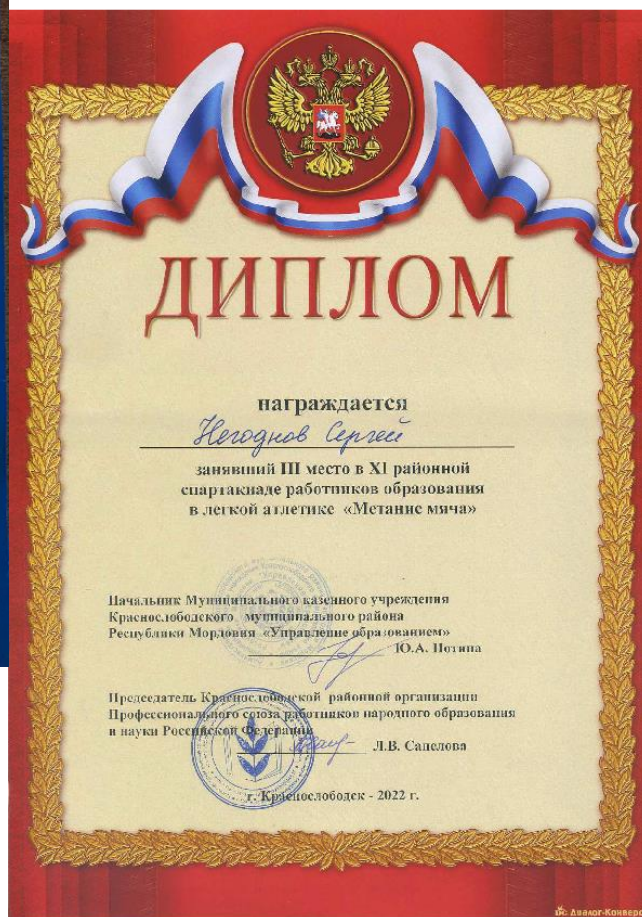 ДИПЛОМ
награждается
Негоднов Сергей
занявший III место в XI районной
спартакиаде работников образования
в легкой атлетике «Метание мяча»
Начальник Муниципального казенного учреждения
Краснослободского муниципального района
Республики Мордовия «Управление образованием»
Ю.А.
Председатель Краснослободской районной организации
Профессионального союза работников народного образования
и науки Российской Федерации
Л.В. Сапелова
г. Краснослободск - 2022 г.